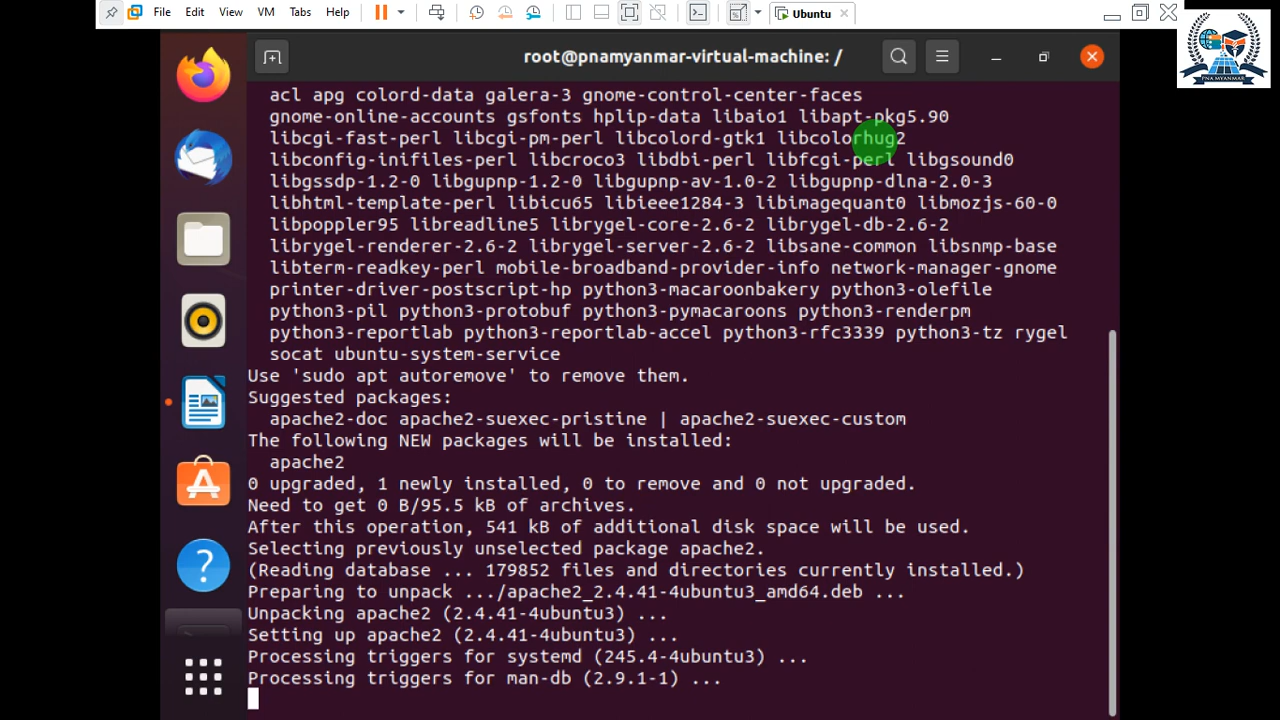 File Edit View VM Tabs Help
Ubuntu
PNA MYANMAR
root@pnamyanmar-virtual-machine: /
acl apg colord-data galera-3 gnome-control-center-faces
gnome-online-accounts gsfonts hplip-data libaio1 libapt-pkg5.90
libcgi-fast-perl libcgi-pm-perl libcolord-gtk1 libcolorhug2
libconfig-inifiles-perl libcroco3 libdbi-perl libfcgi-perl libgsound0
libgssdp-1.2-0 libgupnp-1.2-0 libgupnp-av-1.0-2 libgupnp-dlna-2.0-3
libhtml-template-perl libicu65 libieee1284-3 libimagequant0 libmozjs-60-0
libpoppler95 libreadline5 librygel-core-2.6-2 librygel-db-2.6-2
librygel-renderer-2.6-2 librygel-server-2.6-2 libsane-common libsnmp-base
libterm-readkey-perl mobile-broadband-provider-info network-manager-gnome
printer-driver-postscript-hp python3-macaroonbakery python3-olefile
python3-pil python3-protobuf python3-pymacaroons python3-renderpm
python3-reportlab python3-reportlab-accel python3-rfc3339 python3-tz rygel
socat ubuntu-system-service
Use 'sudo apt autoremove' to remove them.
Suggested packages:
apache2-doc apache2-suexec-pristine | apache2-suexec-custom
The following NEW packages will be installed:
apache2
0 upgraded, 1 newly installed, 0 to remove and 0 not upgraded.
Need to get 0 B/95.5 kB of archives.
After this operation, 541 kB of additional disk space will be used.
Selecting previously unselected package apache2.
(Reading database ... 179852 files and directories currently installed.)
Preparing to unpack .../apache2_2.4.41-4ubuntu3_amd64.deb ...
Unpacking apache2 (2.4.41-4ubuntu3) ...
Setting up apache2 (2.4.41-4ubuntu3) ...
Processing triggers for systemd (245.4-4ubuntu3) ...
Processing triggers for man-db (2.9.1-1) ...